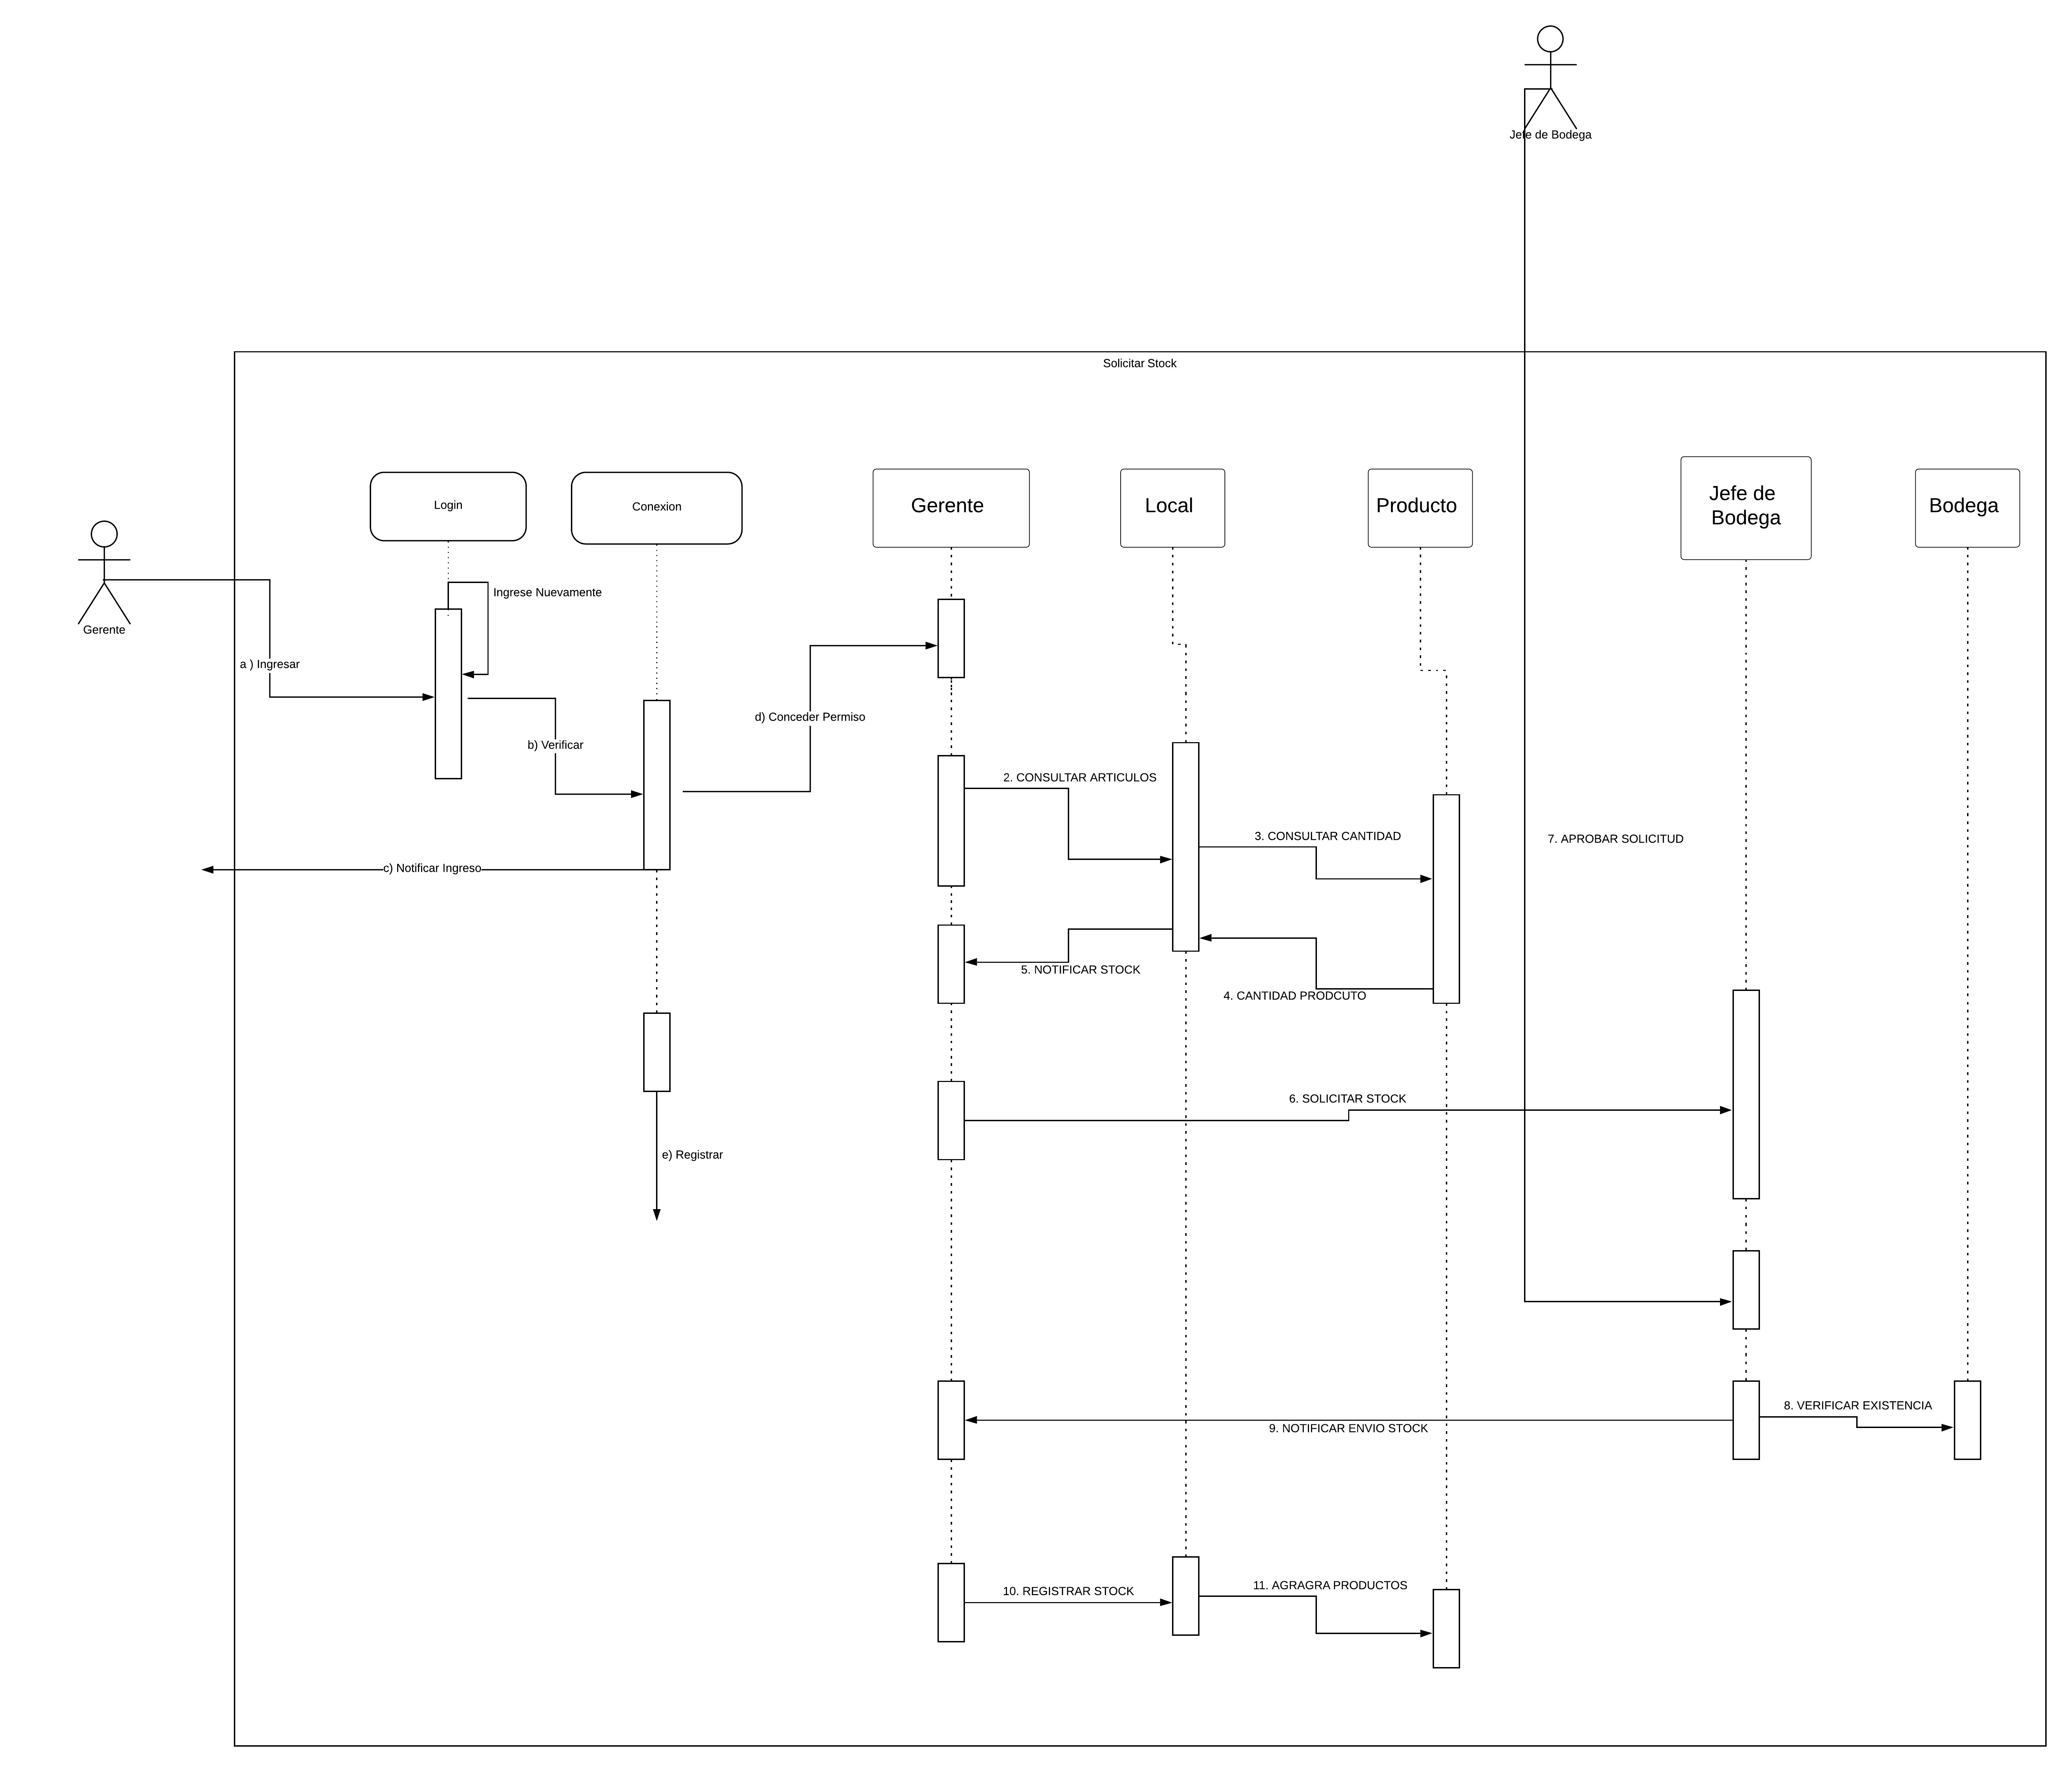 Jefe de Bodega
Solicitar Stock
Login
Conexion
Gerente
Local
Producto
Jefe de
Bodega
Bodega
Ingrese Nuevamente
Gerente
a ) Ingresar
d) Conceder Permiso
b) Verificar
2. CONSULTAR ARTICULOS
3. CONSULTAR CANTIDAD
7. APROBAR SOLICITUD
c) Notificar Ingreso
5. NOTIFICAR STOCK
4. CANTIDAD PRODCUTO
6. SOLICITAR STOCK
e) Registrar
8. VERIFICAR EXISTENCIA
9. NOTIFICAR ENVIO STOCK
10. REGISTRAR STOCK
11. AGRAGRA PRODUCTOS